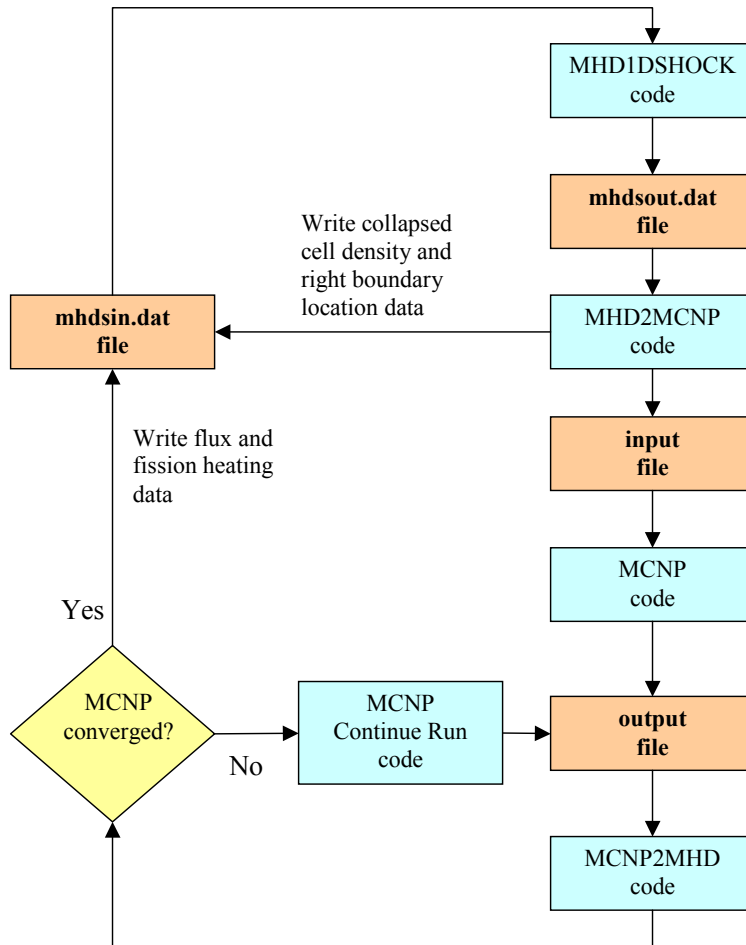 MHD1DSHOCK
code
mhdsout.dat
file
Write collapsed
cell density and
right boundary
location data
mhdsin.dat
file
MHD2MCNP
code
Write flux and
fission heating
data
input
file
MCNP
code
Yes
MCNP
converged?
No
MCNP
Continue Run
code
output
file
MCNP2MHD
code